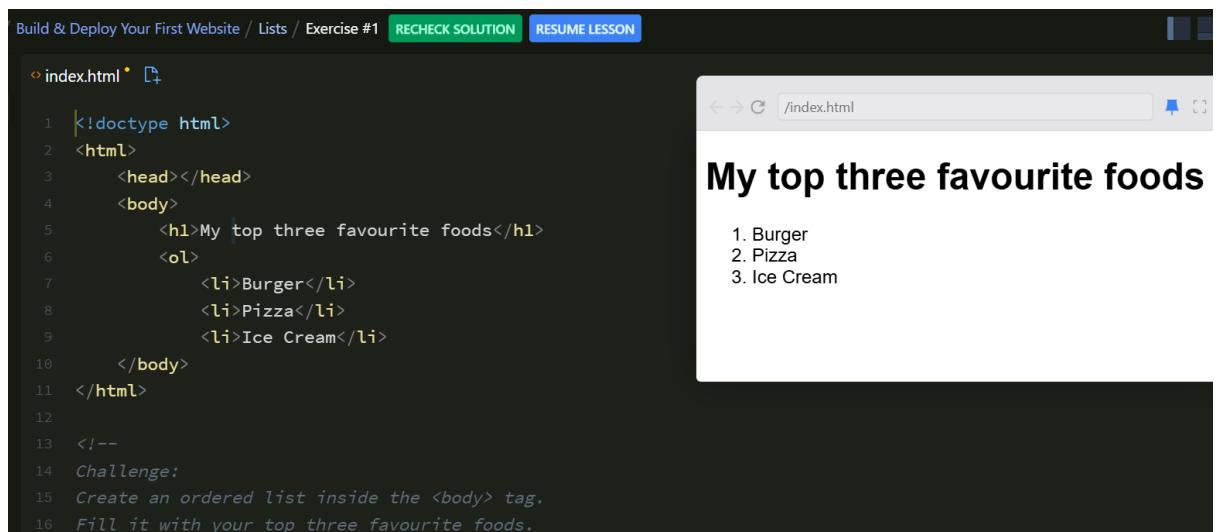 Build & Deploy Your First Website / Lists / Exercise #1 RECHECK SOLUTION RESUME LESSON
index.html
/index.html
1 <!doctype html>
2 <html>
3 <head></head>
4 <body>
5 <h1>My top three favourite foods</h1>
6 <ol>
7 <li>Burger</li>
8 <li>Pizza</li>
9 <li>Ice Cream</li>
10 </body>
11 </html>
12
13 <!--
14 Challenge:
15 Create an ordered list inside the <body> tag.
16 Fill it with your top three favourite foods.
My top three favourite foods
1. Burger
2. Pizza
3. Ice Cream